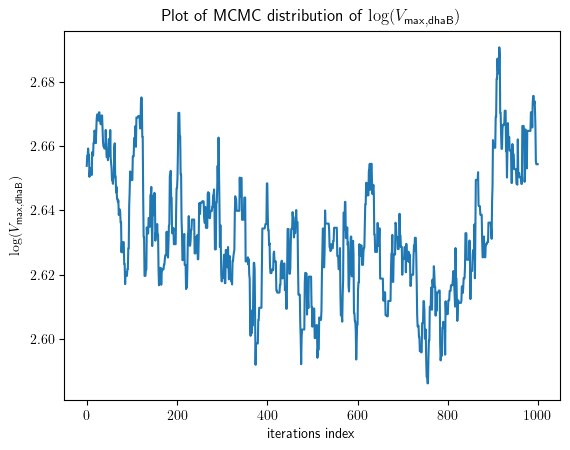 Plot of MCMC distribution of log(V_max,dhaB)
log(V_max,dhaB)
2.68
2.66
2.64
2.62
2.60
0 200 400 600 800 1000
iterations index